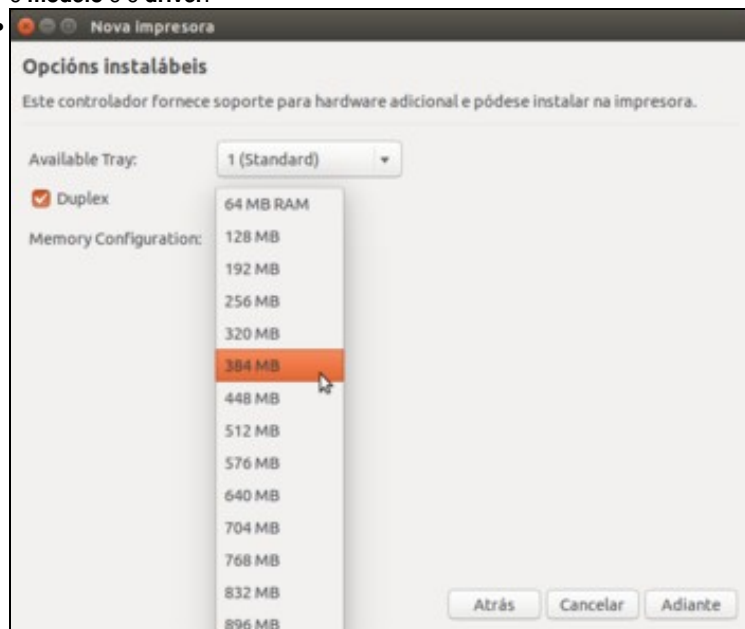 o modelo e o driver.
Nova impresora
Opcións instalábeis
Este controlador fornece soporte para hardware adicional e pódese instalar na impresora.
Available Tray:
1 (Standard)
Duplex
64 MB RAM
Memory Configuration:
128 MB
192 MB
256 MB
320 MB
384 MB
448 MB
512 MB
576 MB
640 MB
704 MB
768 MB
832 MB
896 MB
Atrás
Cancelar
Adiante